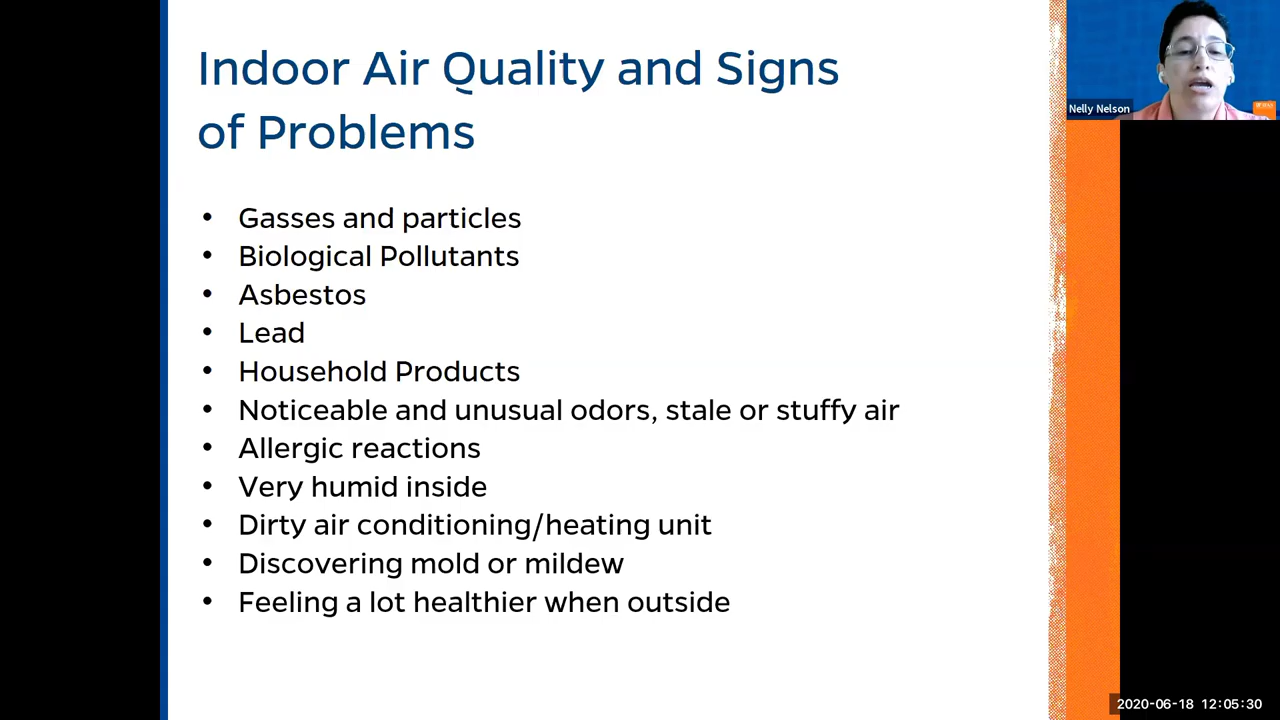 Indoor Air Quality and Signs
of Problems
• Gasses and particles
• Biological Pollutants
• Asbestos
• Lead
• Household Products
• Noticeable and unusual odors, stale or stuffy air
• Allergic reactions
• Very humid inside
• Dirty air conditioning/heating unit
• Discovering mold or mildew
• Feeling a lot healthier when outside
Nelly Nelson
2020-06-18 12:05:30